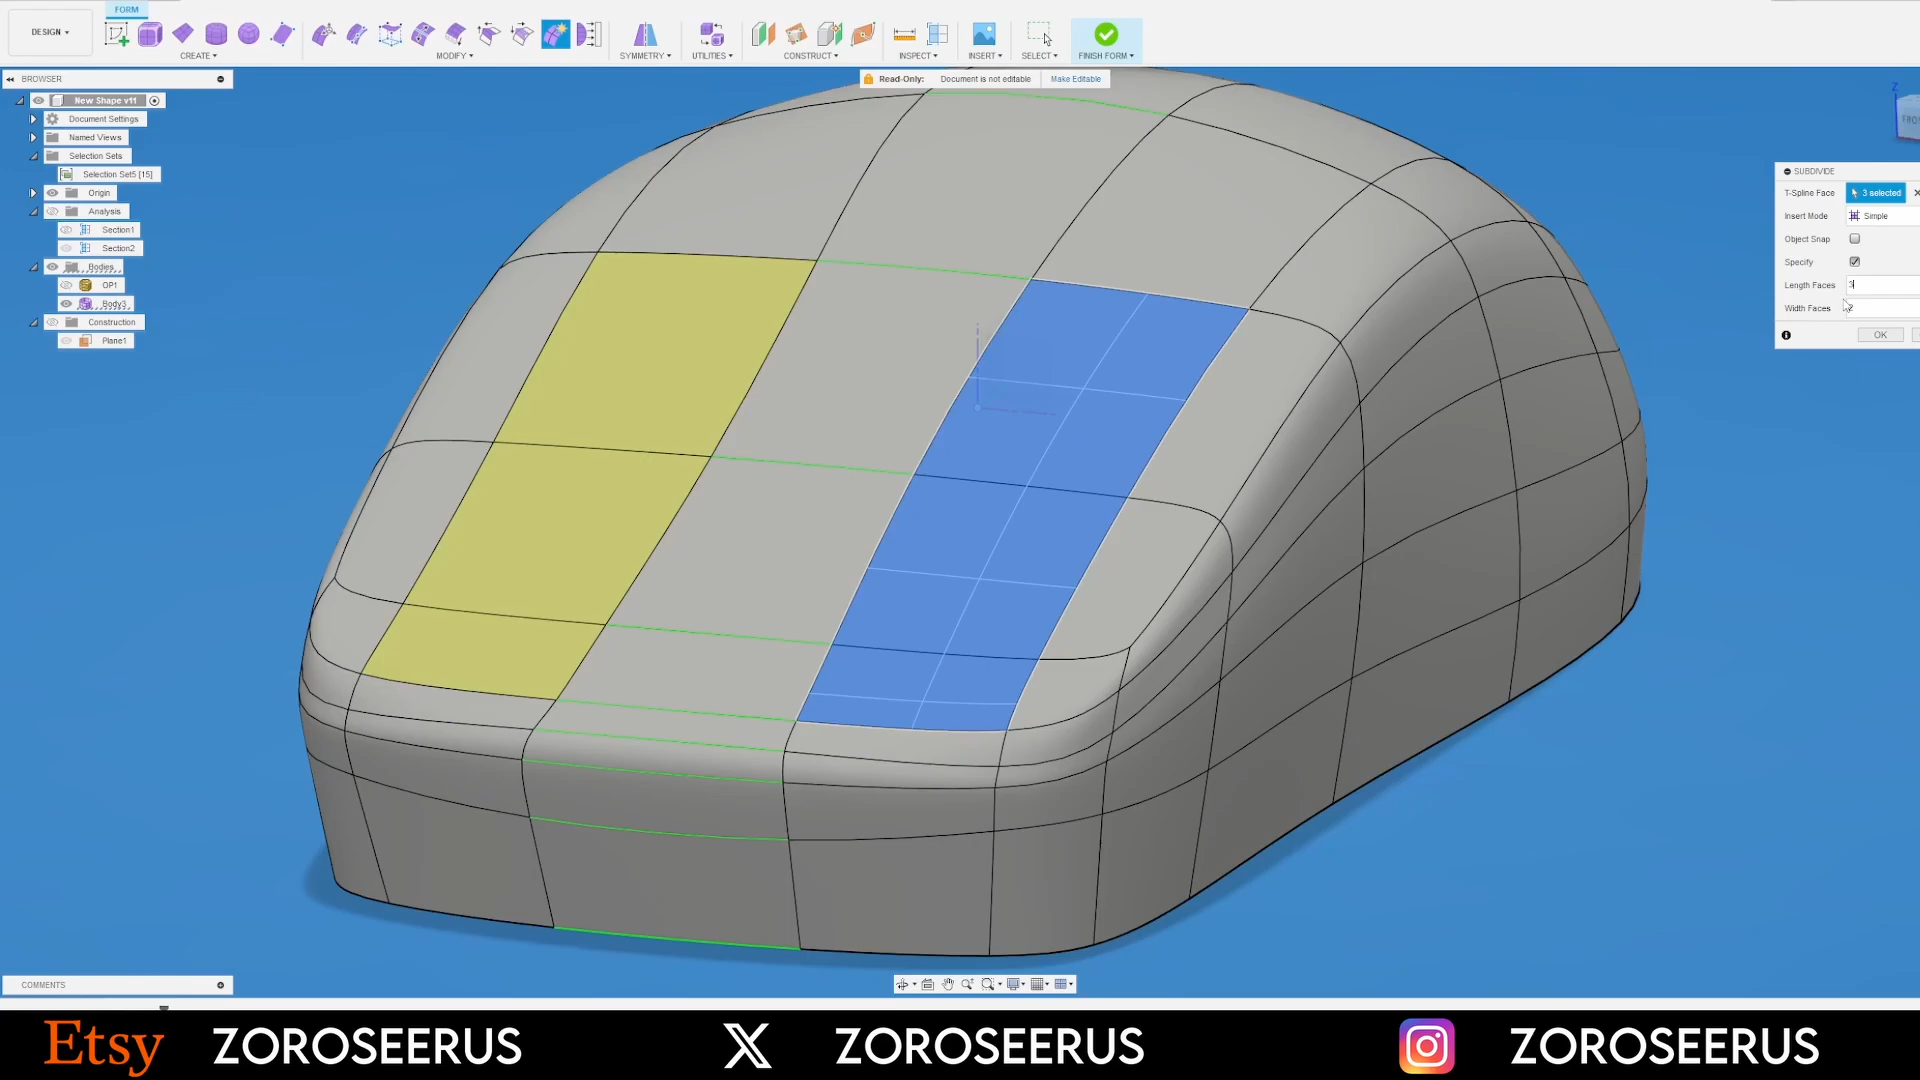 FORM
DESIGN
CREATE
MODIFY
SYMMETRY
UTILITIES
CONSTRUCT
INSPECT
INSERT
SELECT
FINISH FORM
BROWSER
Read-Only: Document is not editable Make Editable
New Shape v11
Document Settings
Named Views
Selection Sets
Selection Set5 [15]
Origin
Analysis
Section1
Section2
Bodies
OP1
Body3
Construction
Plane1
Z
SUBDIVIDE
T-Spline Face 3 selected
Insert Mode Simple
Object Snap
Specify
Length Faces 3
Width Faces 2
OK
COMMENTS
Etsy ZOROSEERUS X ZOROSEERUS ZOROSEERUS